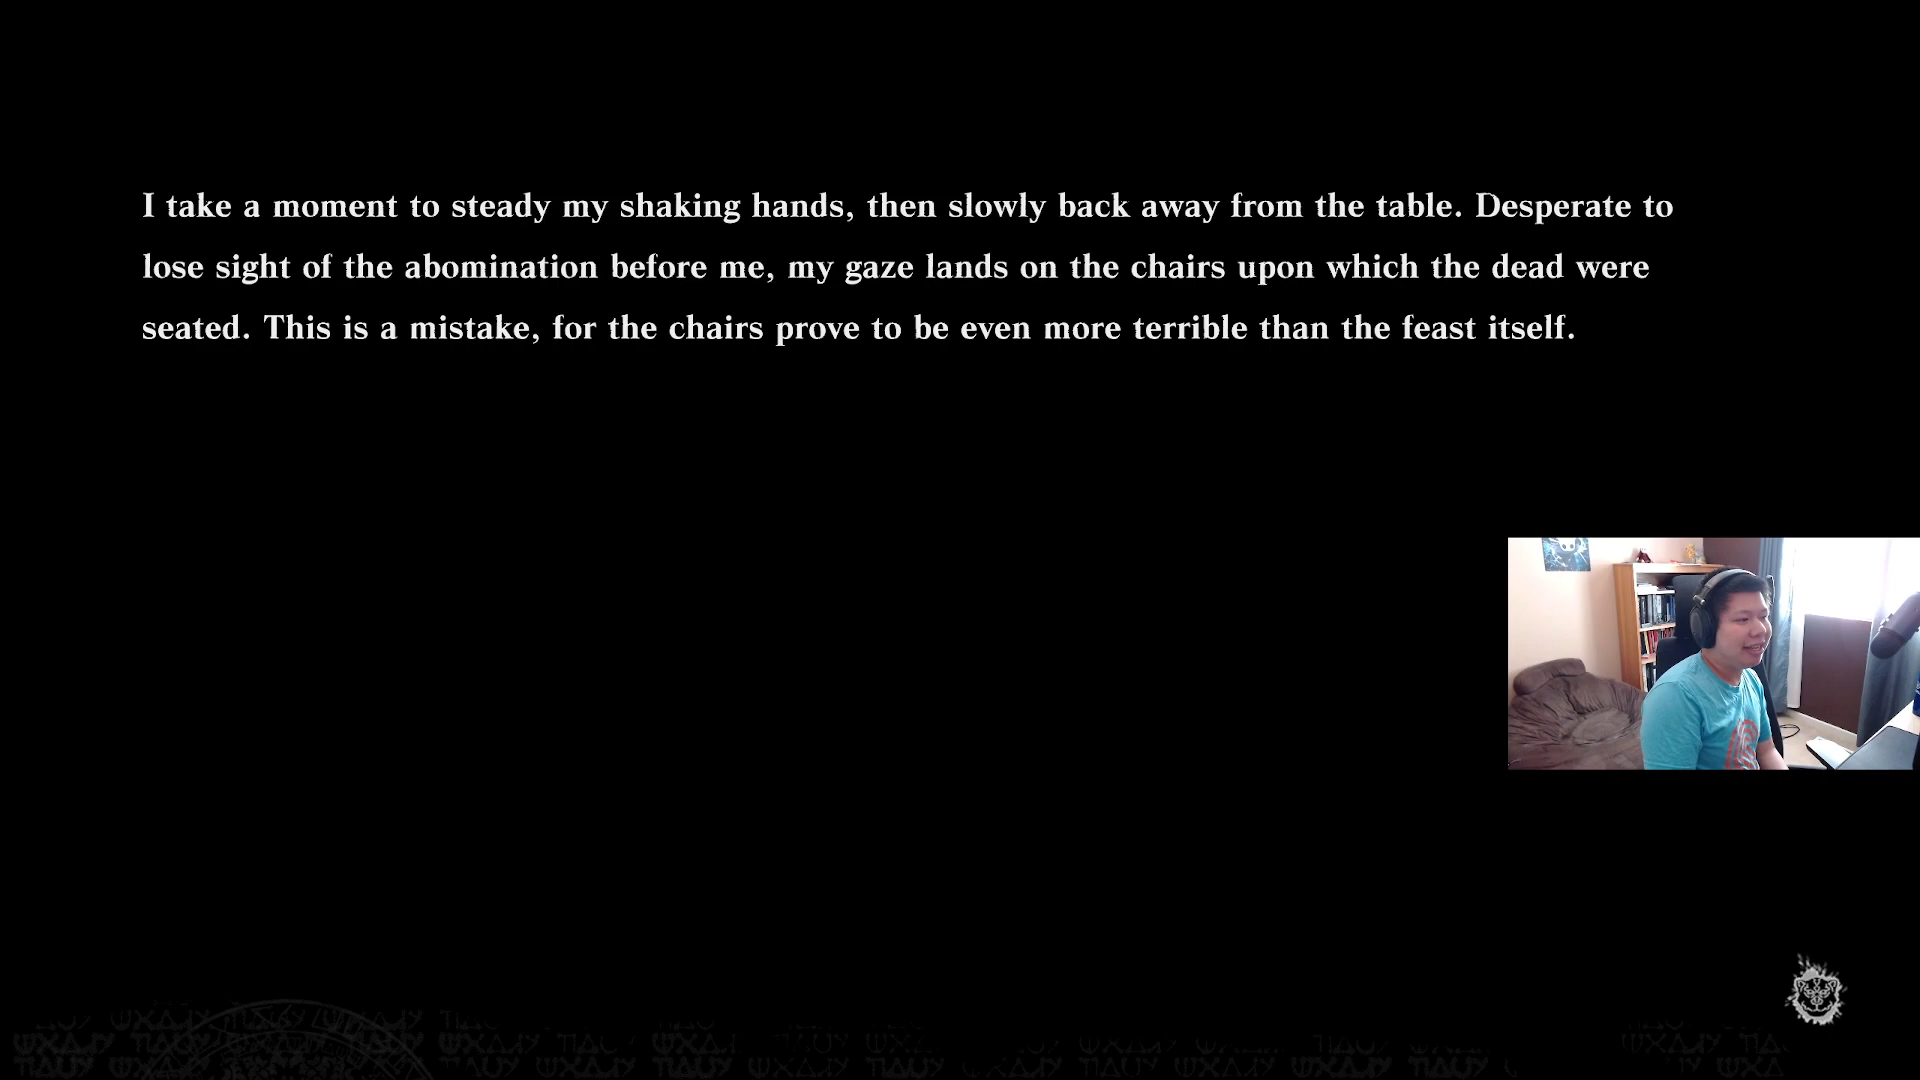 I take a moment to steady my shaking hands, then slowly back away from the table. Desperate to
lose sight of the abomination before me, my gaze lands on the chairs upon which the dead were
seated. This is a mistake, for the chairs prove to be even more terrible than the feast itself.